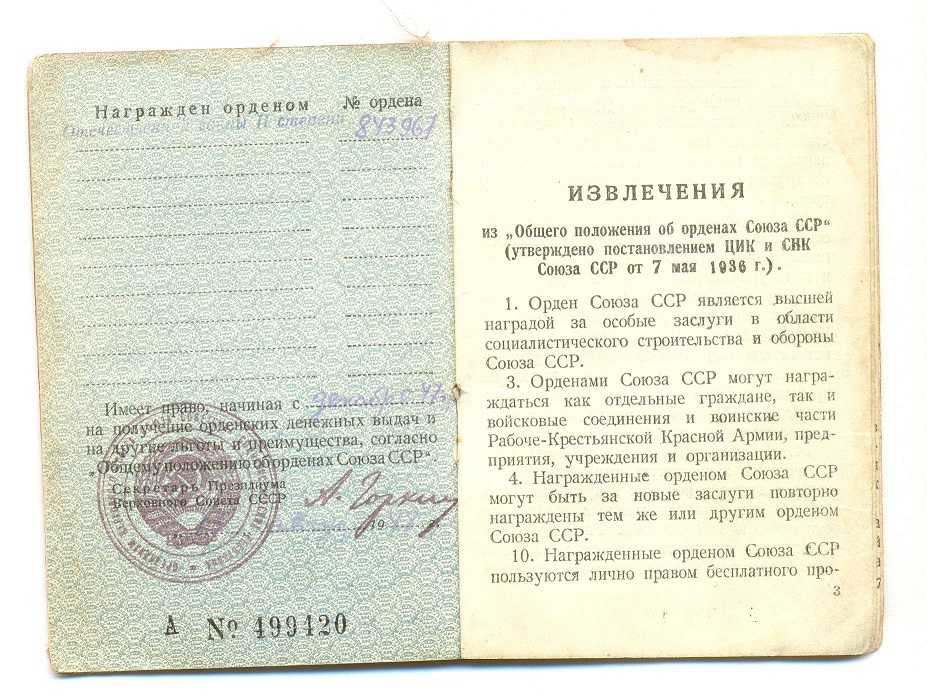 Награжден орденом № ордена
Отечественной войны II степени 843961
Имеет право, начиная с
на получение орденских денежных выдач и
на другие льготы и преимущества, согласно
„Общему положению об орденах Союза ССР“.
Секретарь Президиума
Верховного Совета СССР
А. Горкин
19
А № 499420
ИЗВЛЕЧЕНИЯ
из „Общего положения об орденах Союза ССР“
(утверждено постановлением ЦИК и СНК
Союза ССР от 7 мая 1936 г.).
1. Орден Союза ССР является высшей
наградой за особые заслуги в области
социалистического строительства и обороны
Союза ССР.
3. Орденами Союза ССР могут награ-
ждаться как отдельные граждане, так и
войсковые соединения и воинские части
Рабоче-Крестьянской Красной Армии, пред-
приятия, учреждения и организации.
4. Награжденные орденом Союза ССР
могут быть за новые заслуги повторно
награждены тем же или другим орденом
Союза ССР.
10. Награжденные орденом Союза ССР
пользуются лично правом бесплатного про-
3